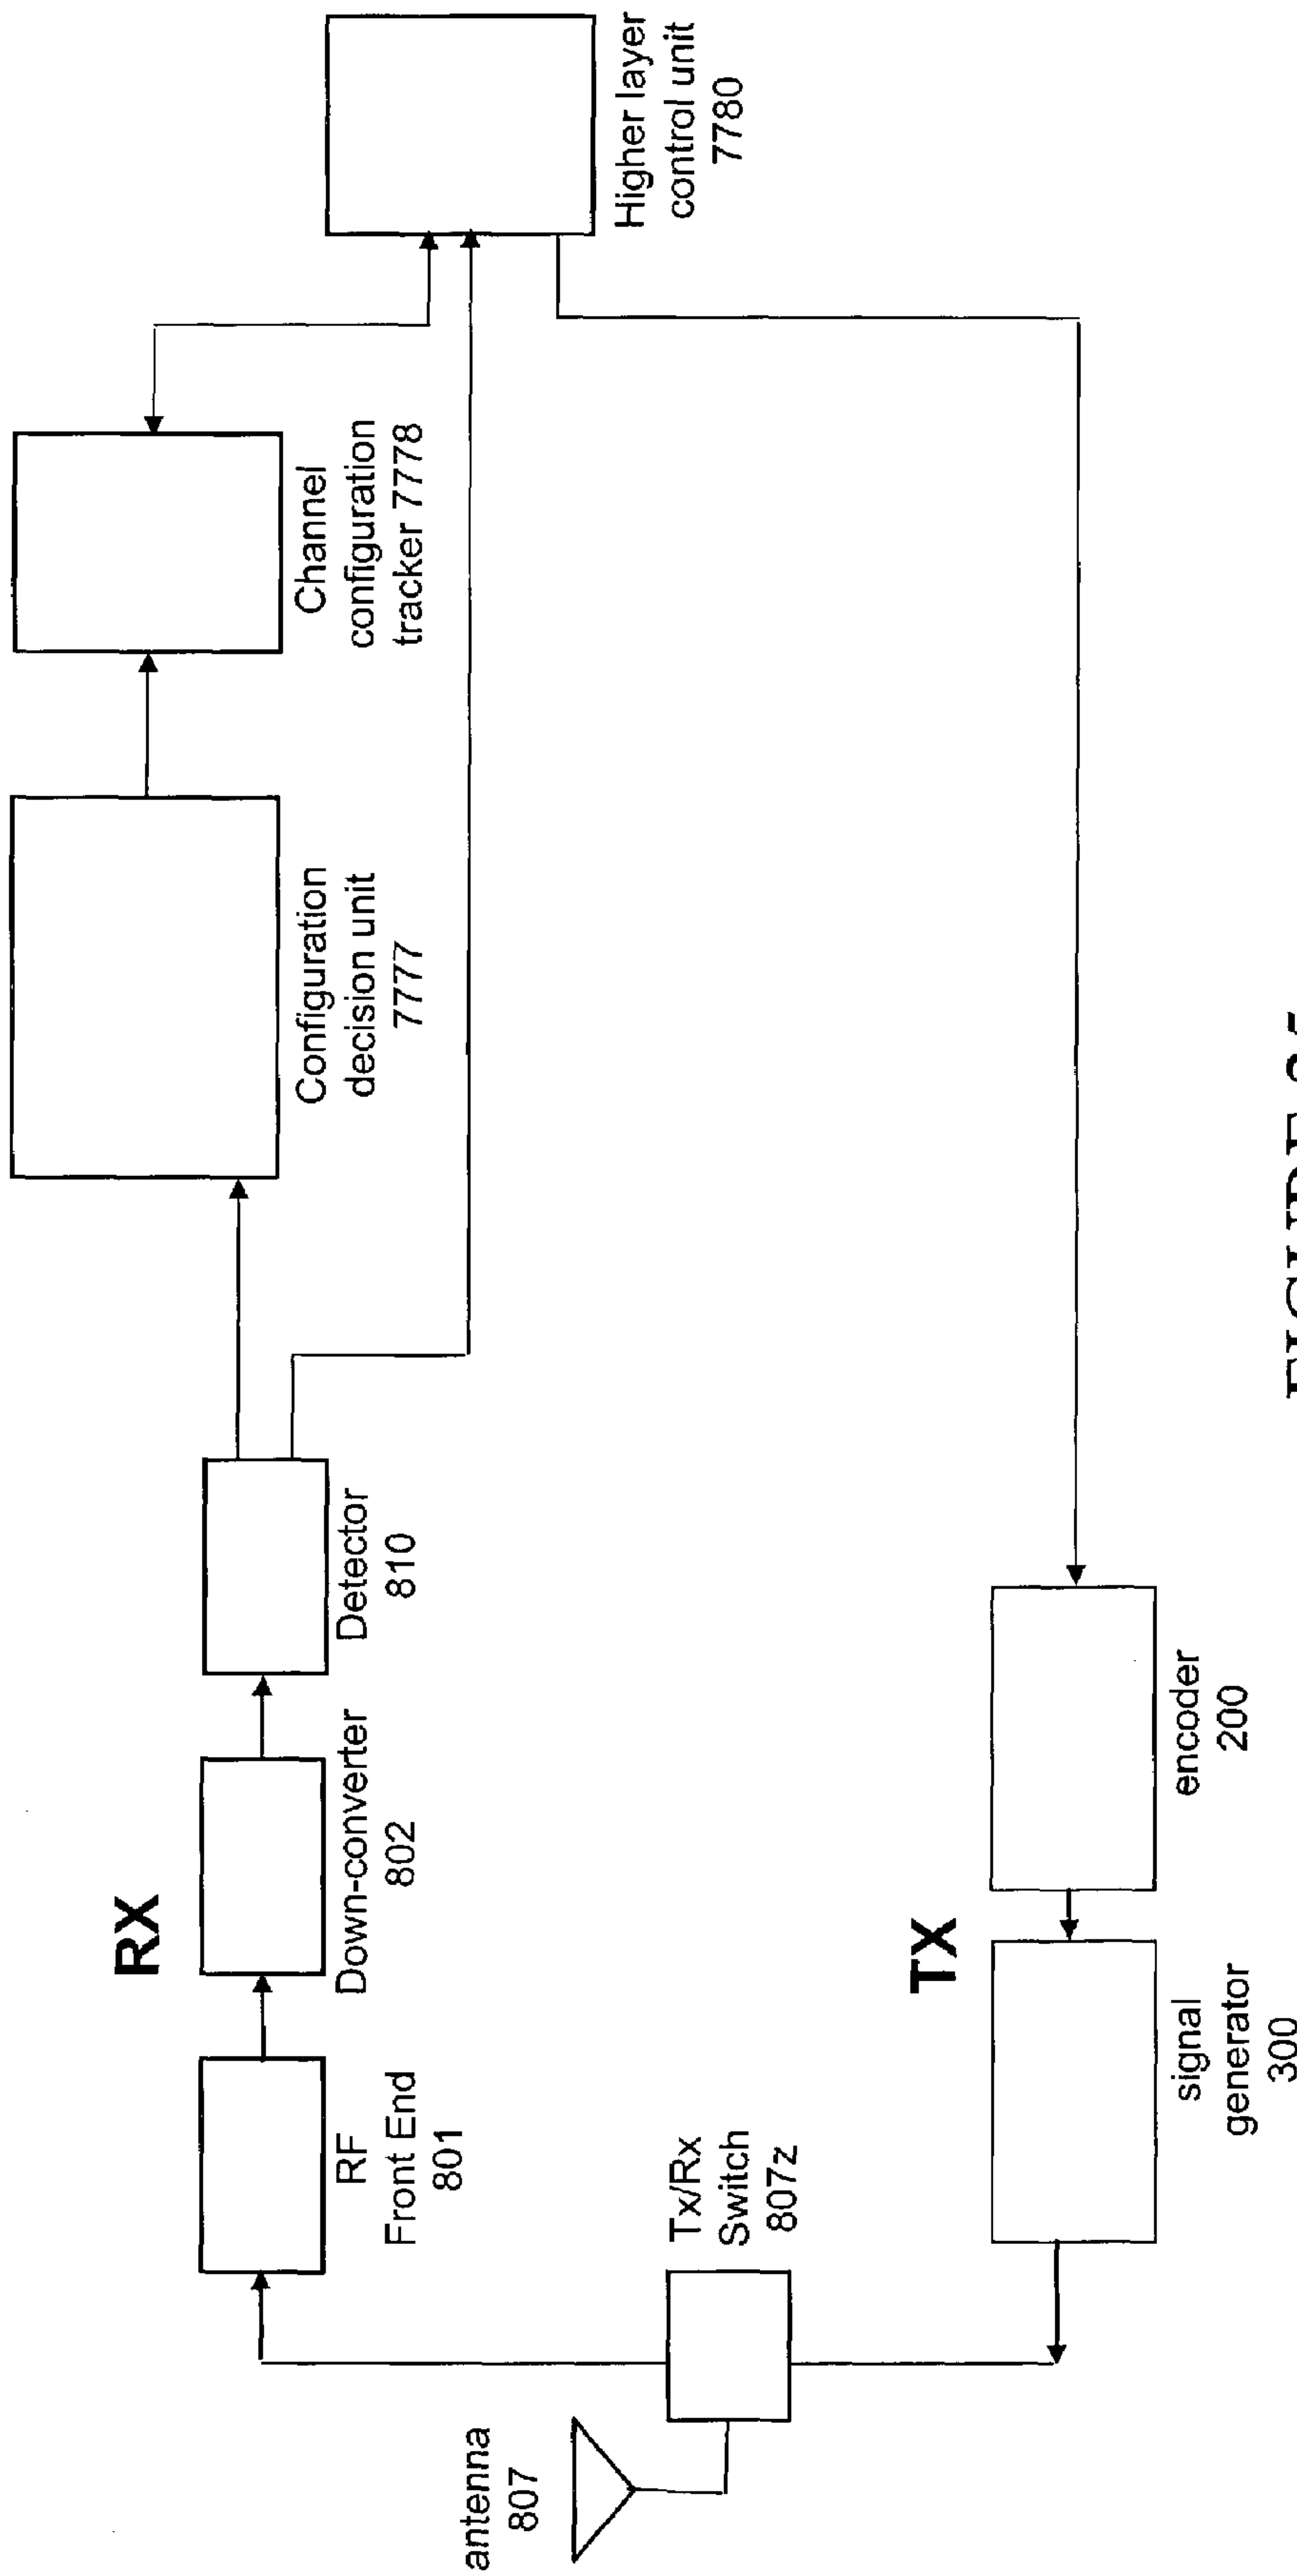 RX
Configuration
decision unit
7777
Channel
configuration
tracker 7778
RF
Front End
801
Down-converter
802
Detector
810
Higher layer
control unit
7780
antenna
807
Tx/Rx
Switch
807z
TX
signal
generator
300
encoder
200
FIGURE